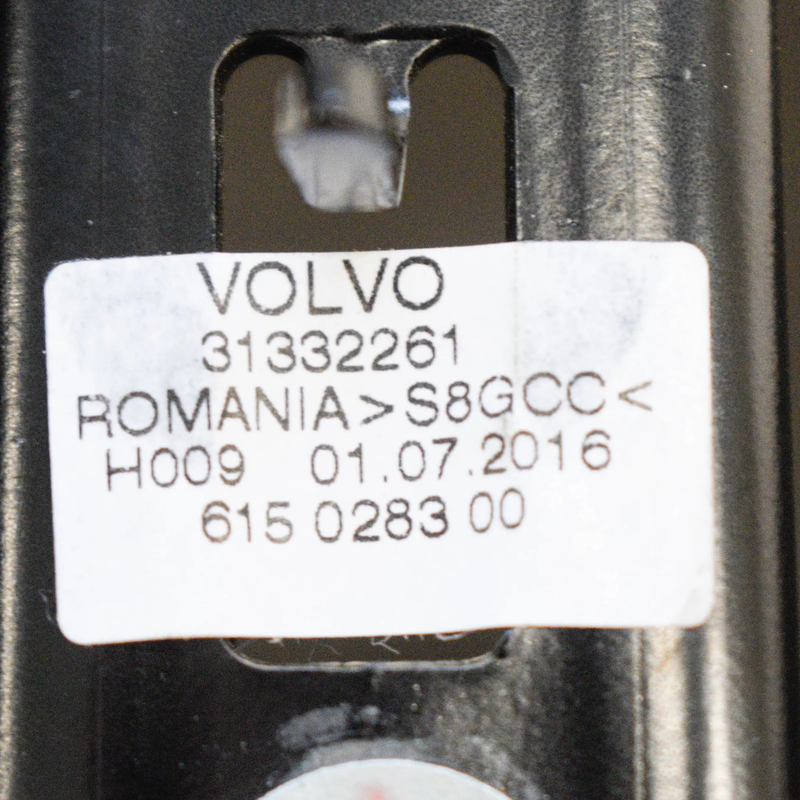 VOLVO
31332261
ROMANIA>S8GCC<
H009 01.07.2016
615 0283 00